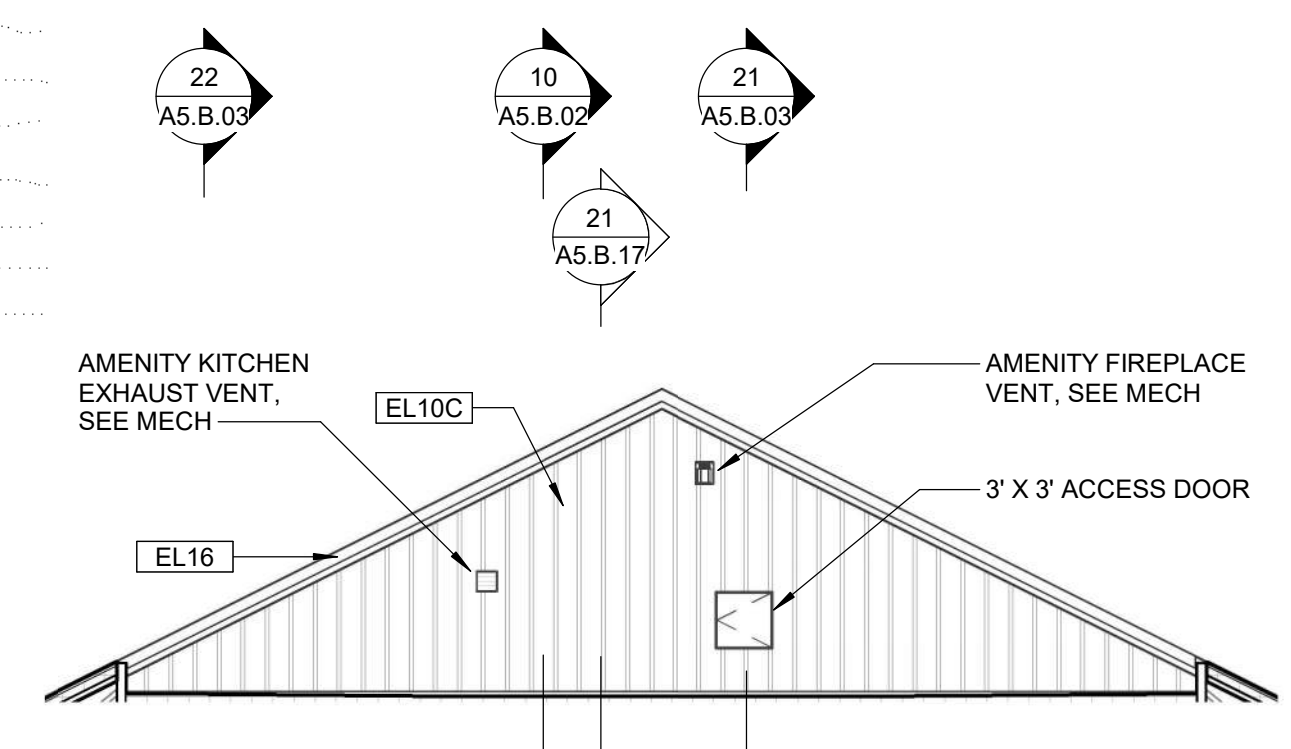 22
A5.B.03
10
A5.B.02
21
A5.B.03
21
A5.B.17
AMENITY KITCHEN
EXHAUST VENT,
SEE MECH
EL10C
AMENITY FIREPLACE
VENT, SEE MECH
3' X 3' ACCESS DOOR
EL16